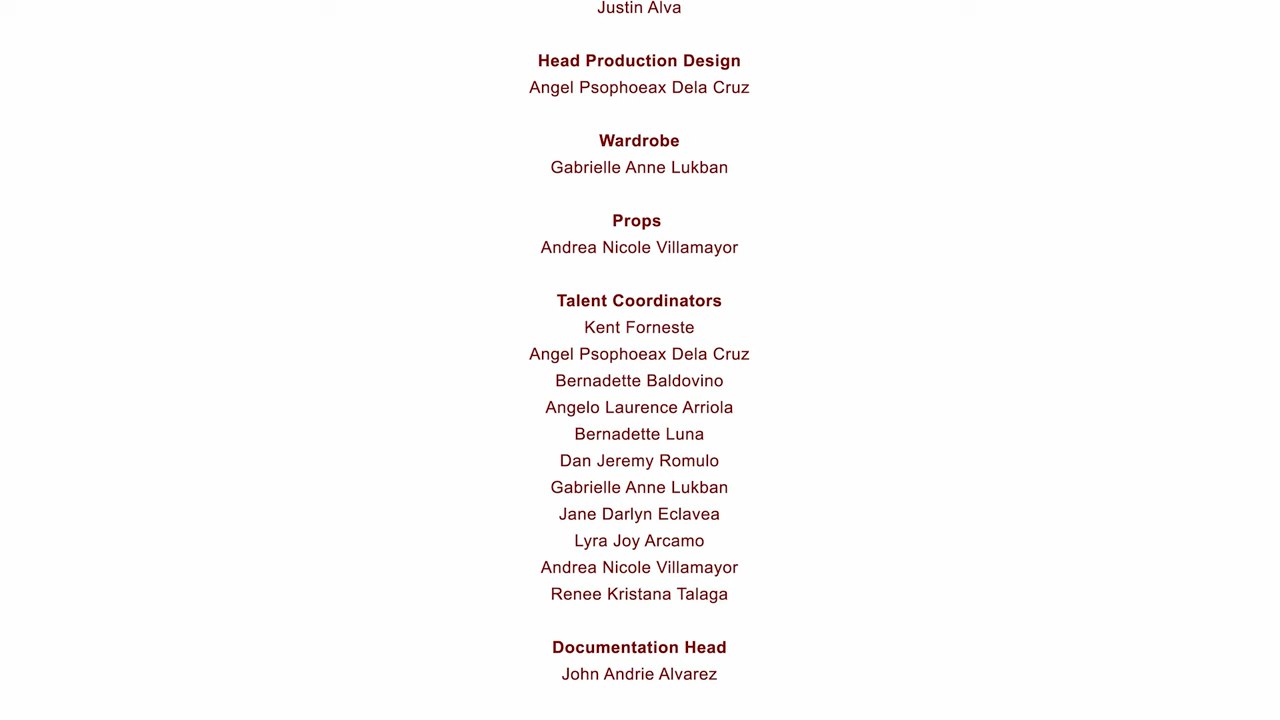 Justin Alva
Head Production Design
Angel Psophoeax Dela Cruz
Wardrobe
Gabrielle Anne Lukban
Props
Andrea Nicole Villamayor
Talent Coordinators
Kent Forneste
Angel Psophoeax Dela Cruz
Bernadette Baldovino
Angelo Laurence Arriola
Bernadette Luna
Dan Jeremy Romulo
Gabrielle Anne Lukban
Jane Darlyn Eclavea
Lyra Joy Arcamo
Andrea Nicole Villamayor
Renee Kristana Talaga
Documentation Head
John Andrie Alvarez